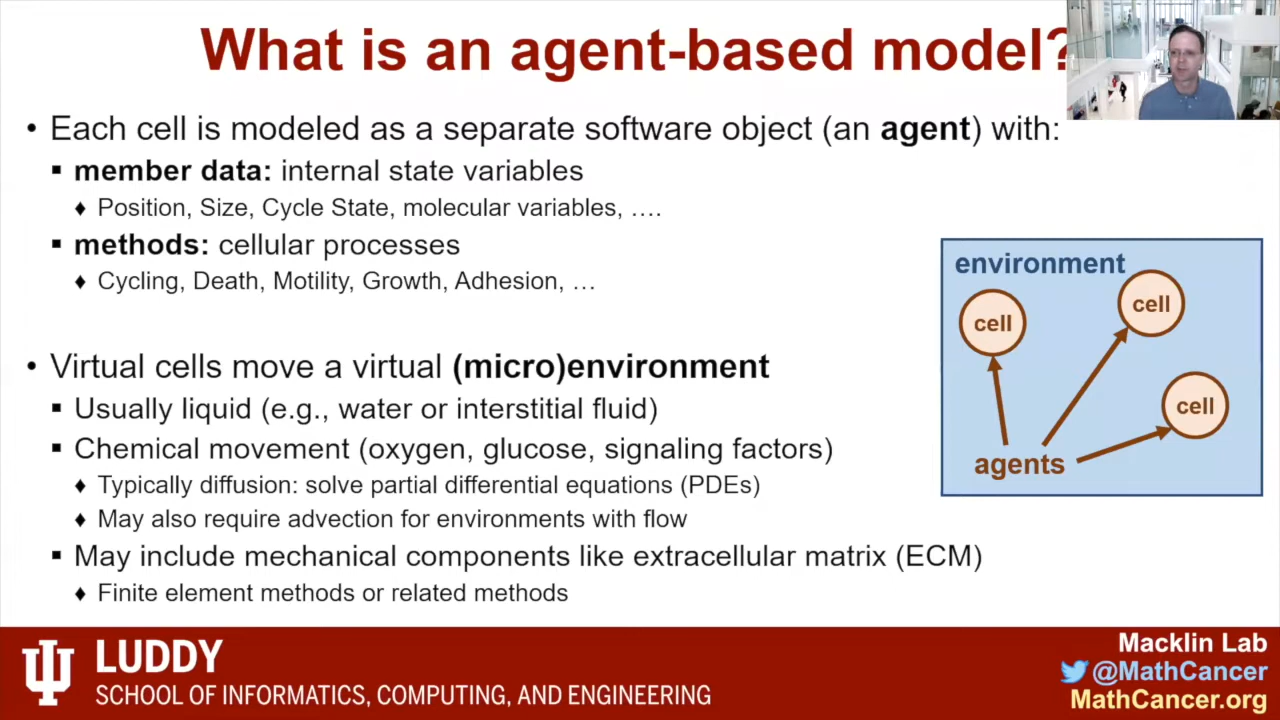 What is an agent-based model?
• Each cell is modeled as a separate software object (an agent) with:
▪ member data: internal state variables
♦ Position, Size, Cycle State, molecular variables, ….
▪ methods: cellular processes
♦ Cycling, Death, Motility, Growth, Adhesion, …
• Virtual cells move a virtual (micro)environment
▪ Usually liquid (e.g., water or interstitial fluid)
▪ Chemical movement (oxygen, glucose, signaling factors)
♦ Typically diffusion: solve partial differential equations (PDEs)
♦ May also require advection for environments with flow
▪ May include mechanical components like extracellular matrix (ECM)
♦ Finite element methods or related methods
environment
cell
cell
cell
agents
LUDDY
SCHOOL OF INFORMATICS, COMPUTING, AND ENGINEERING
Macklin Lab
@MathCancer
MathCancer.org